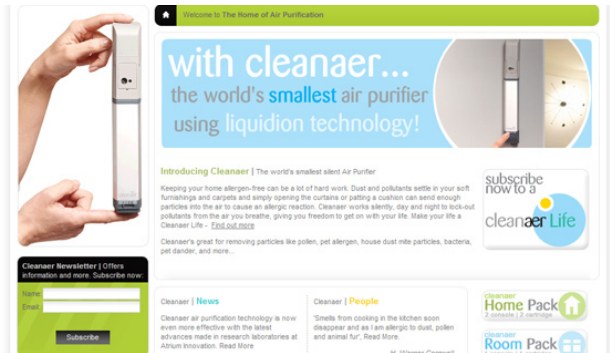 Welcome to The Home of Air Purification
with cleanaer...
the world's smallest air purifier
using liquidion technology!
Introducing Cleanaer | The world's smallest silent Air Purifier
Keeping your home allergen-free can be a lot of hard work. Dust and pollutants settle in your soft
furnishings and carpets and simply opening the curtains or patting a cushion can send enough
particles into the air to cause an allergic reaction. Cleanaer works silently, day and night to lock-out
pollutants from the air you breathe, giving you freedom to get on with your life. Make your life a
Cleanaer Life - Find out more
Cleanaer's great for removing particles like pollen, pet allergen, house dust mite particles, bacteria,
pet dander, and more...
subscribe
now to a
cleanaer Life
Cleanaer Newsletter | Offers
information and more. Subscribe now:
Name:
Email:
Subscribe
Cleanaer | News
Cleanaer air purification technology is now
even more effective with the latest
advances made in research laboratories at
Atrium Innovation. Read More
Cleanaer | People
'Smells from cooking in the kitchen soon
disappear and as I am allergic to dust, pollen
and animal fur', Read More.
cleanaer
Home Pack
2 console | 2 cartridge
cleanaer
Room Pack